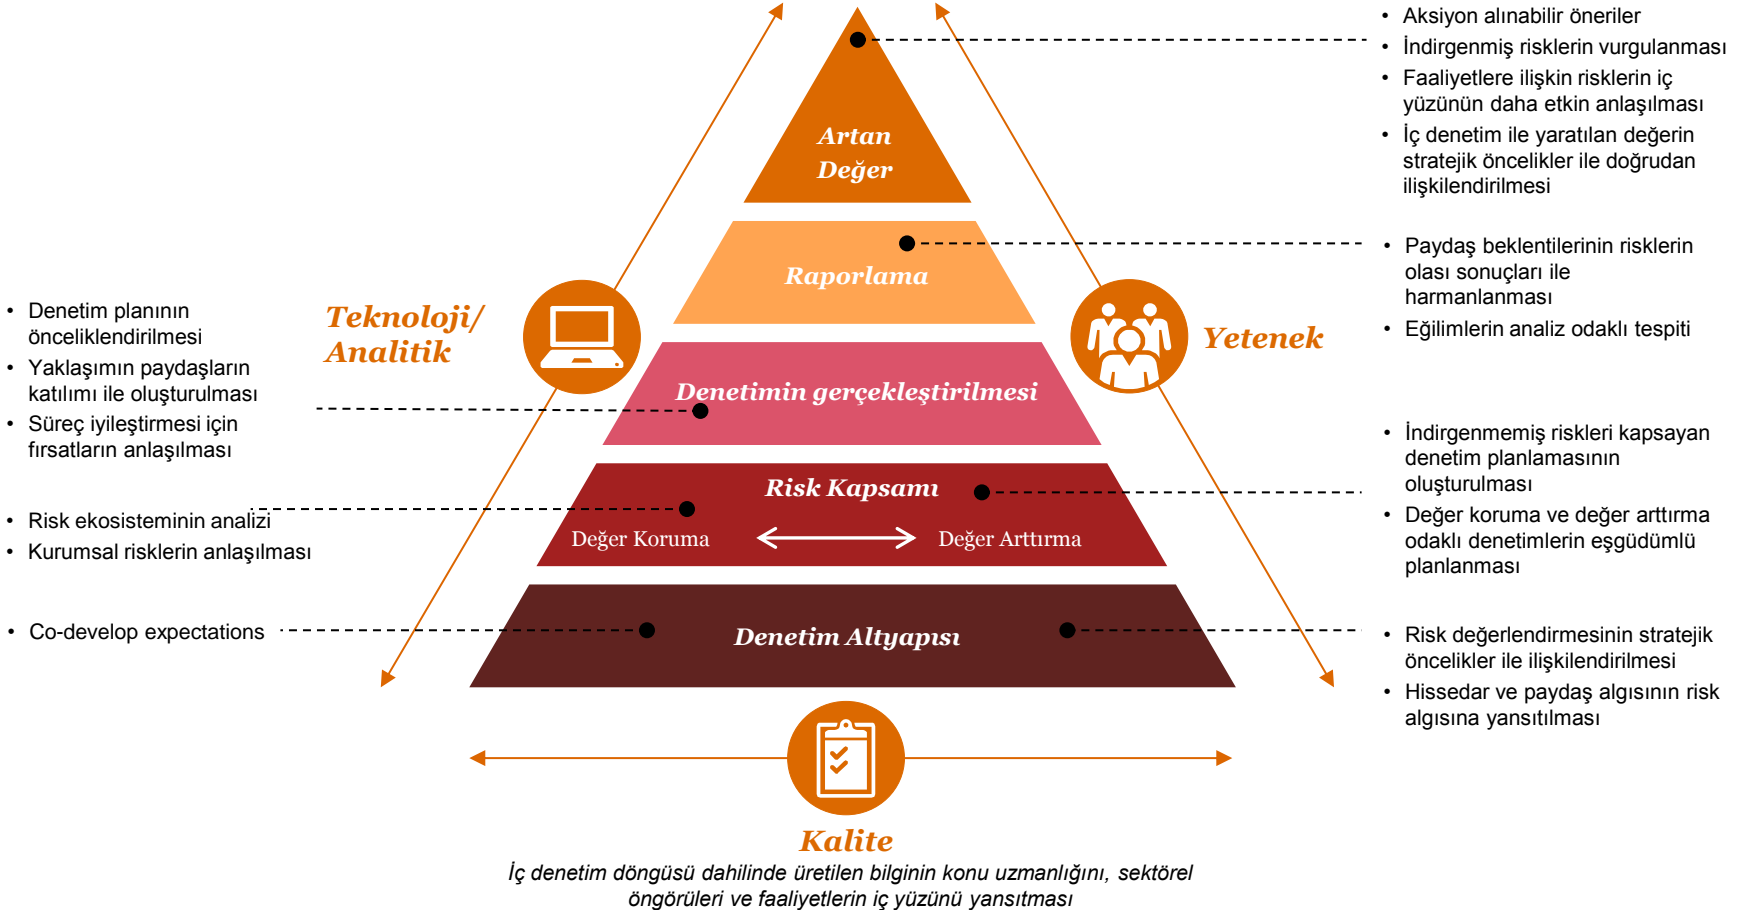 • Aksiyon alınabilir öneriler
• İndirgenmiş risklerin vurgulanması
• Faaliyetlere ilişkin risklerin iç
yüzünün daha etkin anlaşılması
• İç denetim ile yaratılan değerin
stratejik öncelikler ile doğrudan
ilişkilendirilmesi
Artan
Değer
• Paydaş beklentilerinin risklerin
olası sonuçları ile
harmanlanması
• Eğilimlerin analiz odaklı tespiti
Raporlama
Teknoloji/
Analitik
Yetenek
• Denetim planının
önceliklendirilmesi
• Yaklaşımın paydaşların
katılımı ile oluşturulması
• Süreç iyileştirmesi için
fırsatların anlaşılması
Denetimin gerçekleştirilmesi
• İndirgenmemiş riskleri kapsayan
denetim planlamasının
oluşturulması
• Değer koruma ve değer arttırma
odaklı denetimlerin eşgüdümlü
planlanması
Risk Kapsamı
Değer Koruma
Değer Arttırma
• Risk ekosisteminin analizi
• Kurumsal risklerin anlaşılması
• Co-develop expectations
Denetim Altyapısı
• Risk değerlendirmesinin stratejik
öncelikler ile ilişkilendirilmesi
• Hissedar ve paydaş algısının risk
algısına yansıtılması
Kalite
İç denetim döngüsü dahilinde üretilen bilginin konu uzmanlığını, sektörel
öngörüleri ve faaliyetlerin iç yüzünü yansıtması